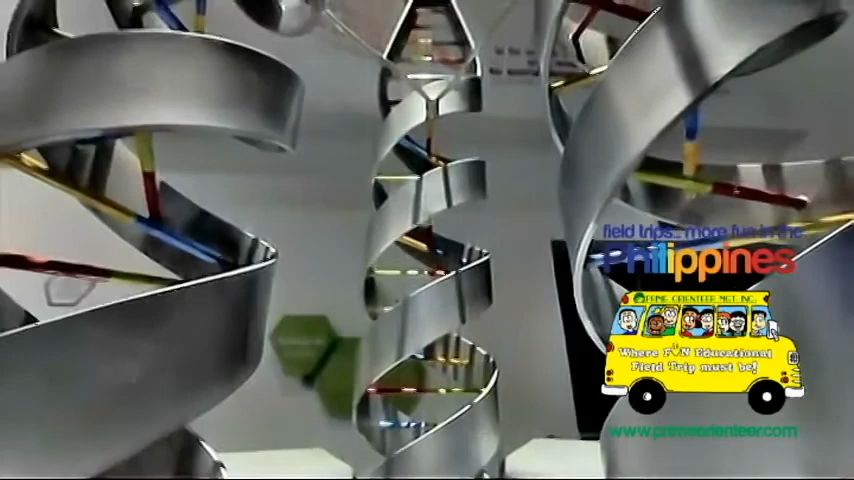 field trips... more fun in the
Philippines
PRIME ORIENTEER MGT. INC.
Where FUN Educational
Field Trip must be!
www.primeorienteer.com